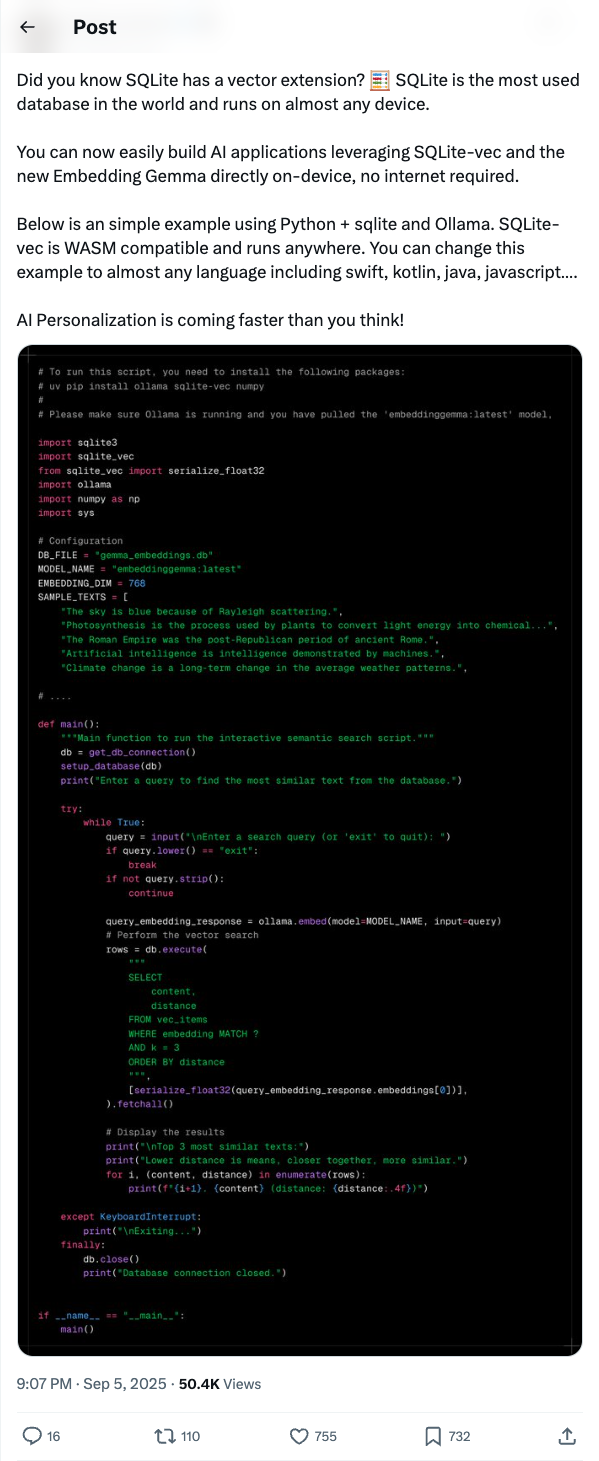 Post
Did you know SQLite has a vector extension? 🧮 SQLite is the most used
database in the world and runs on almost any device.
You can now easily build AI applications leveraging SQLite-vec and the
new Embedding Gemma directly on-device, no internet required.
Below is an simple example using Python + sqlite and Ollama. SQLite-
vec is WASM compatible and runs anywhere. You can change this
example to almost any language including swift, kotlin, java, javascript....
AI Personalization is coming faster than you think!
# To run this script, you need to install the following packages:
# uv pip install ollama sqlite-vec numpy
#
# Please make sure Ollama is running and you have pulled the 'embeddinggemma:latest' model,
import sqlite3
import sqlite_vec
from sqlite_vec import serialize_float32
import ollama
import numpy as np
import sys
# Configuration
DB_FILE = "gemma_embeddings.db"
MODEL_NAME = "embeddinggemma:latest"
EMBEDDING_DIM = 768
SAMPLE_TEXTS = [
    "The sky is blue because of Rayleigh scattering.",
    "Photosynthesis is the process used by plants to convert light energy into chemical...",
    "The Roman Empire was the post-Republican period of ancient Rome.",
    "Artificial intelligence is intelligence demonstrated by machines.",
    "Climate change is a long-term change in the average weather patterns.",
# ....
def main():
    """Main function to run the interactive semantic search script."""
    db = get_db_connection()
    setup_database(db)
    print("Enter a query to find the most similar text from the database.")
    try:
        while True:
            query = input("\nEnter a search query (or 'exit' to quit): ")
            if query.lower() == "exit":
                break
            if not query.strip():
                continue
            query_embedding_response = ollama.embed(model=MODEL_NAME, input=query)
            # Perform the vector search
            rows = db.execute(
                """
                SELECT
                    content,
                    distance
                FROM vec_items
                WHERE embedding MATCH ?
                AND k = 3
                ORDER BY distance
                """,
                [serialize_float32(query_embedding_response.embeddings[0])],
            ).fetchall()
            # Display the results
            print("\nTop 3 most similar texts:")
            print("Lower distance is means, closer together, more similar.")
            for i, (content, distance) in enumerate(rows):
                print(f"{i+1}. {content} (distance: {distance:.4f})")
    except KeyboardInterrupt:
        print("\nExiting...")
    finally:
        db.close()
        print("Database connection closed.")
if __name__ == "__main__":
    main()
9:07 PM · Sep 5, 2025 · 50.4K Views
16 110 755 732